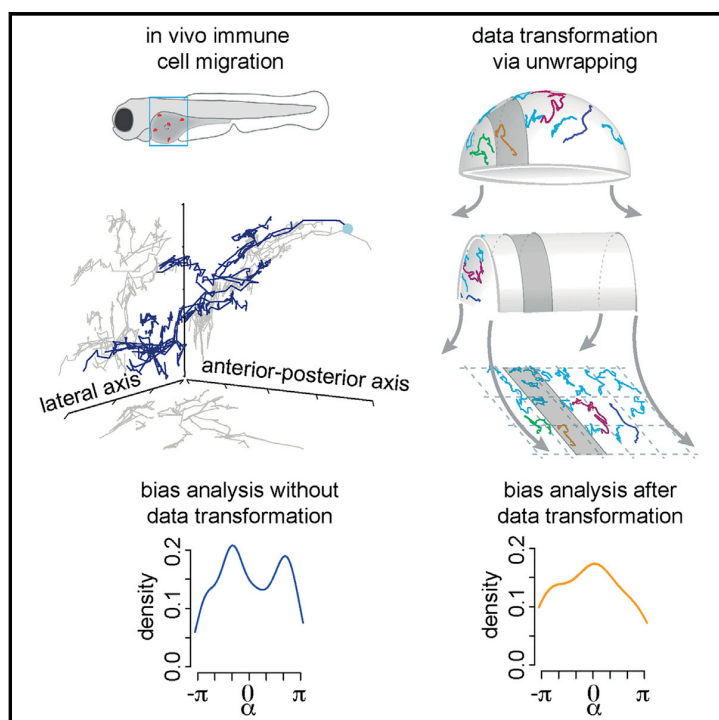 in vivo immune
cell migration
data transformation
via unwrapping
lateral axis
anterior-posterior axis
bias analysis without
data transformation
density
0.0
0.1
0.2
-π
0
π
α
bias analysis after
data transformation
density
0.0
0.1
0.2
-π
0
π
α